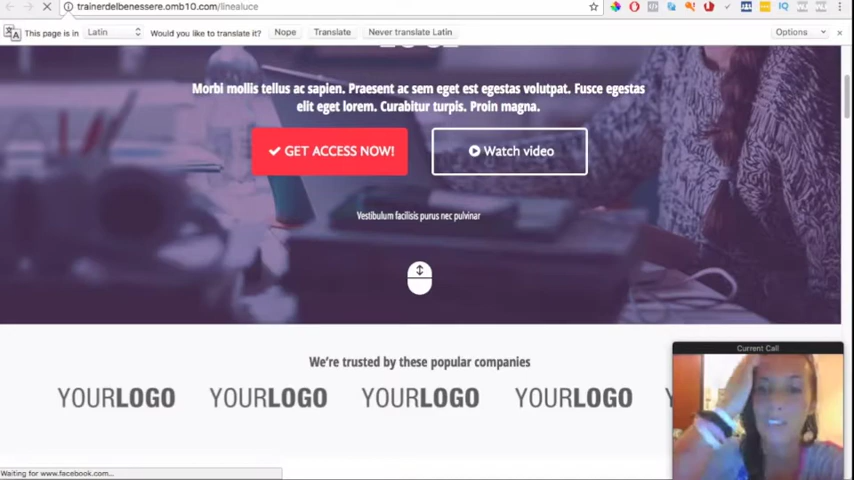 trainerdelbenessere.omb10.com/linealuce
This page is in Latin Would you like to translate it? Nope Translate Never translate Latin Options
Morbi mollis tellus ac sapien. Praesent ac sem eget est egestas volutpat. Fusce egestas
elit eget lorem. Curabitur turpis. Proin magna.
GET ACCESS NOW! Watch video
Vestibulum facilisis purus nec pulvinar
We're trusted by these popular companies
YOURLOGO YOURLOGO YOURLOGO YOURLOGO
Current Call
Waiting for www.facebook.com...